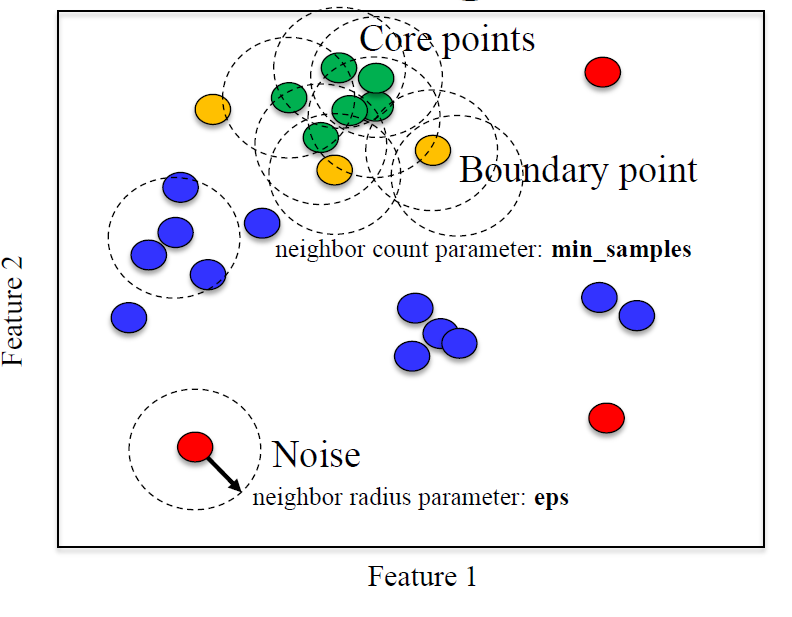 Core points
Boundary point
neighbor count parameter: min_samples
Feature 2
Noise
neighbor radius parameter: eps
Feature 1